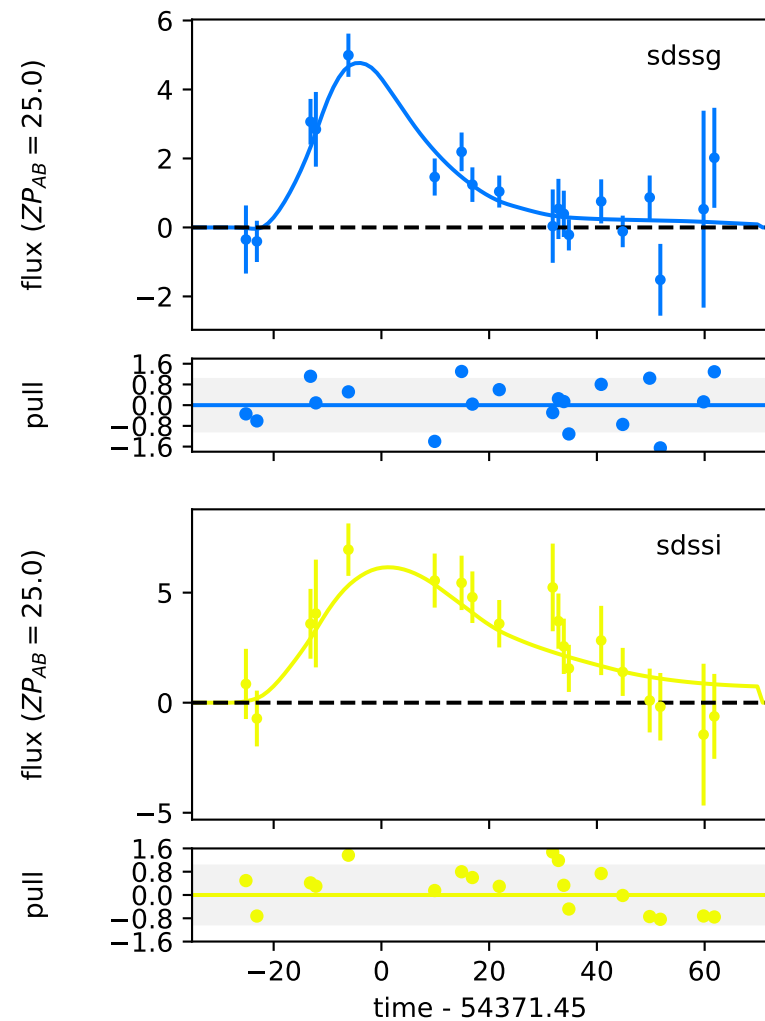 6
4
2
0
−2
flux (ZP_AB = 25.0)
sdssg
1.6
0.8
0.0
−0.8
−1.6
pull
5
0
−5
flux (ZP_AB = 25.0)
sdssi
1.6
0.8
0.0
−0.8
−1.6
pull
−20 0 20 40 60
time - 54371.45